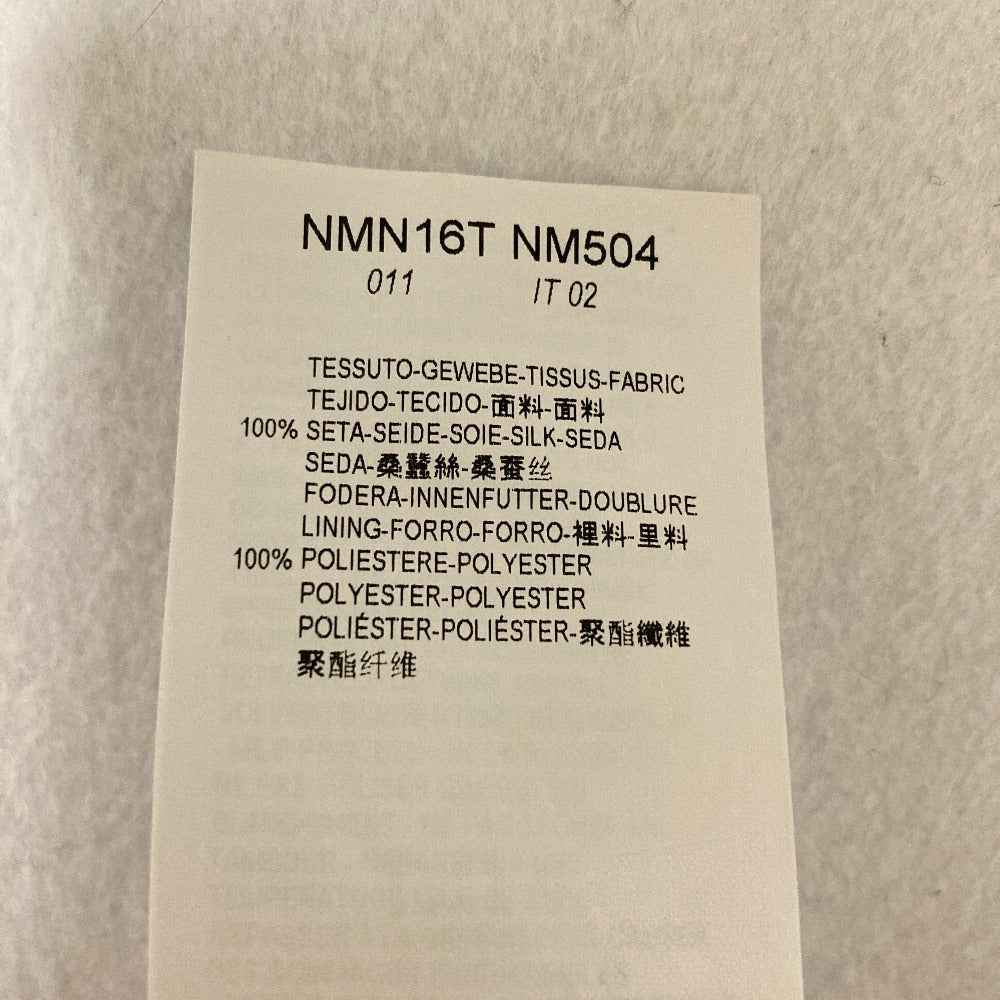 NMN16T NM504
011 IT 02
TESSUTO-GEWEBE-TISSUS-FABRIC
TEJIDO-TECIDO-面料-面料
100% SETA-SEIDE-SOIE-SILK-SEDA
SEDA-桑蠶絲-桑蚕丝
FODERA-INNENFUTTER-DOUBLURE
LINING-FORRO-FORRO-裡料-里料
100% POLIESTERE-POLYESTER
POLYESTER-POLYESTER
POLIÉSTER-POLIÉSTER-聚酯纖維
聚酯纤维